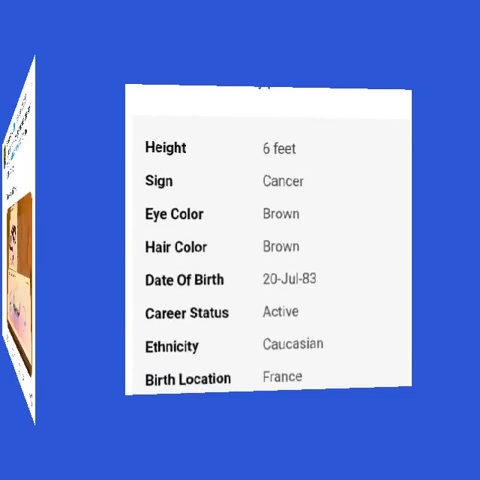 Height 6 feet
Sign Cancer
Eye Color Brown
Hair Color Brown
Date Of Birth 20-Jul-83
Career Status Active
Ethnicity Caucasian
Birth Location France